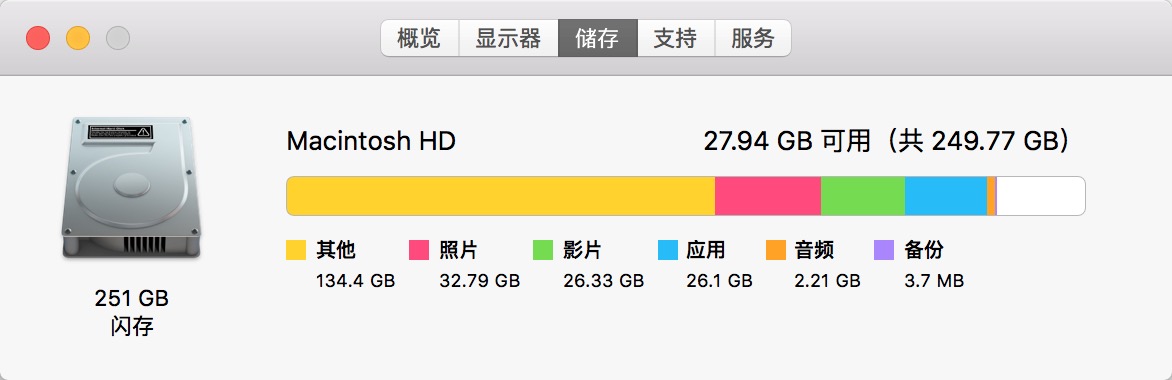 概览 显示器 储存 支持 服务
Macintosh HD 27.94 GB 可用（共 249.77 GB）
其他 照片 影片 应用 音频 备份
134.4 GB 32.79 GB 26.33 GB 26.1 GB 2.21 GB 3.7 MB
251 GB
闪存